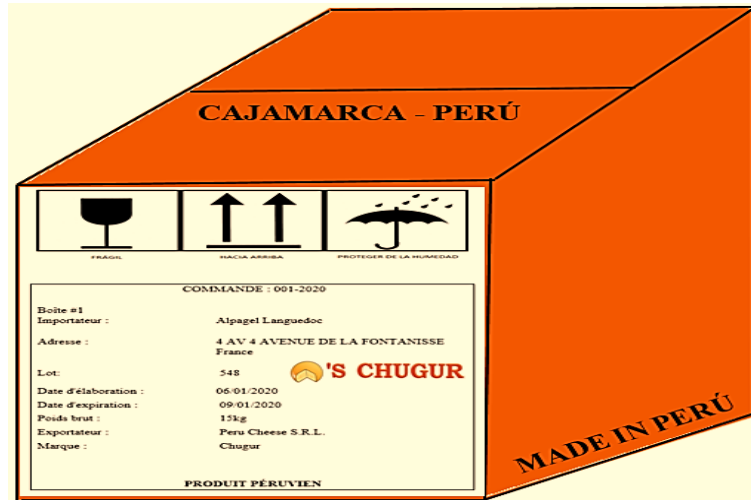 CAJAMARCA - PERÚ
FRÁGIL
HACIA ARRIBA
PROTEGER DE LA HUMEDAD
COMMANDE : 001-2020
Boîte #1
Importateur : Alpagel Languedoc
Adresse : 4 AV 4 AVENUE DE LA FONTANISSE
France
Lot: 548
'S CHUGUR
Date d'élaboration : 06/01/2020
Date d'expiration : 09/01/2020
Poids brut : 15kg
Exportateur : Peru Cheese S.R.L.
Marque : Chugur
PRODUIT PÉRUVIEN
MADE IN PERÚ